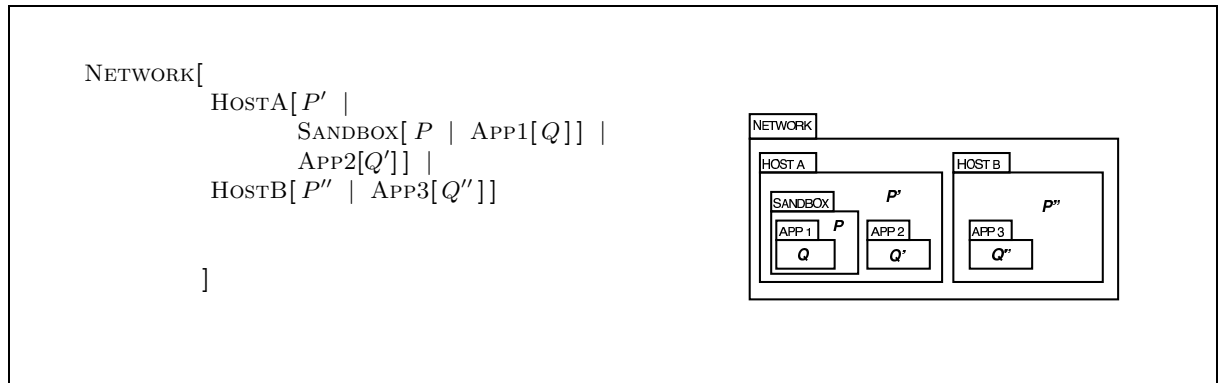 NETWORK[
HOSTA[ P′ |
SANDBOX[ P | APP1[Q]] |
APP2[Q′]] |
HOSTB[ P″ | APP3[Q″]]
]
NETWORK
HOST A
HOST B
SANDBOX
P'
P"
APP 1
P
APP 2
APP 3
Q
Q'
Q"